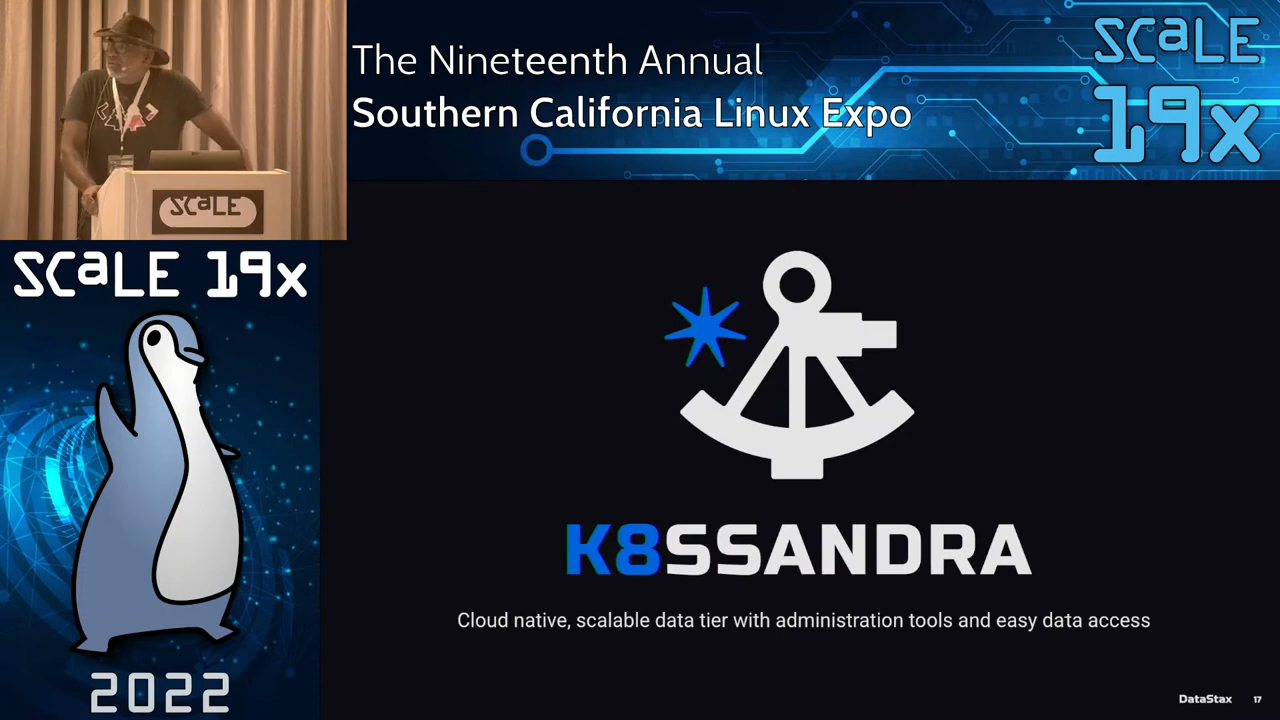 The Nineteenth Annual
Southern California Linux Expo
SCaLE
19x
SCaLE
SCaLE 19x
2022
K8SSANDRA
Cloud native, scalable data tier with administration tools and easy data access
DataStax 17